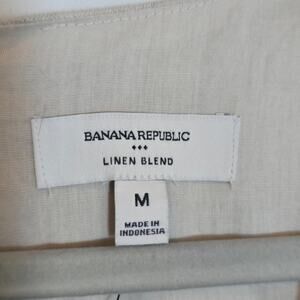 BANANA REPUBLIC
LINEN BLEND
M
MADE IN
INDONESIA